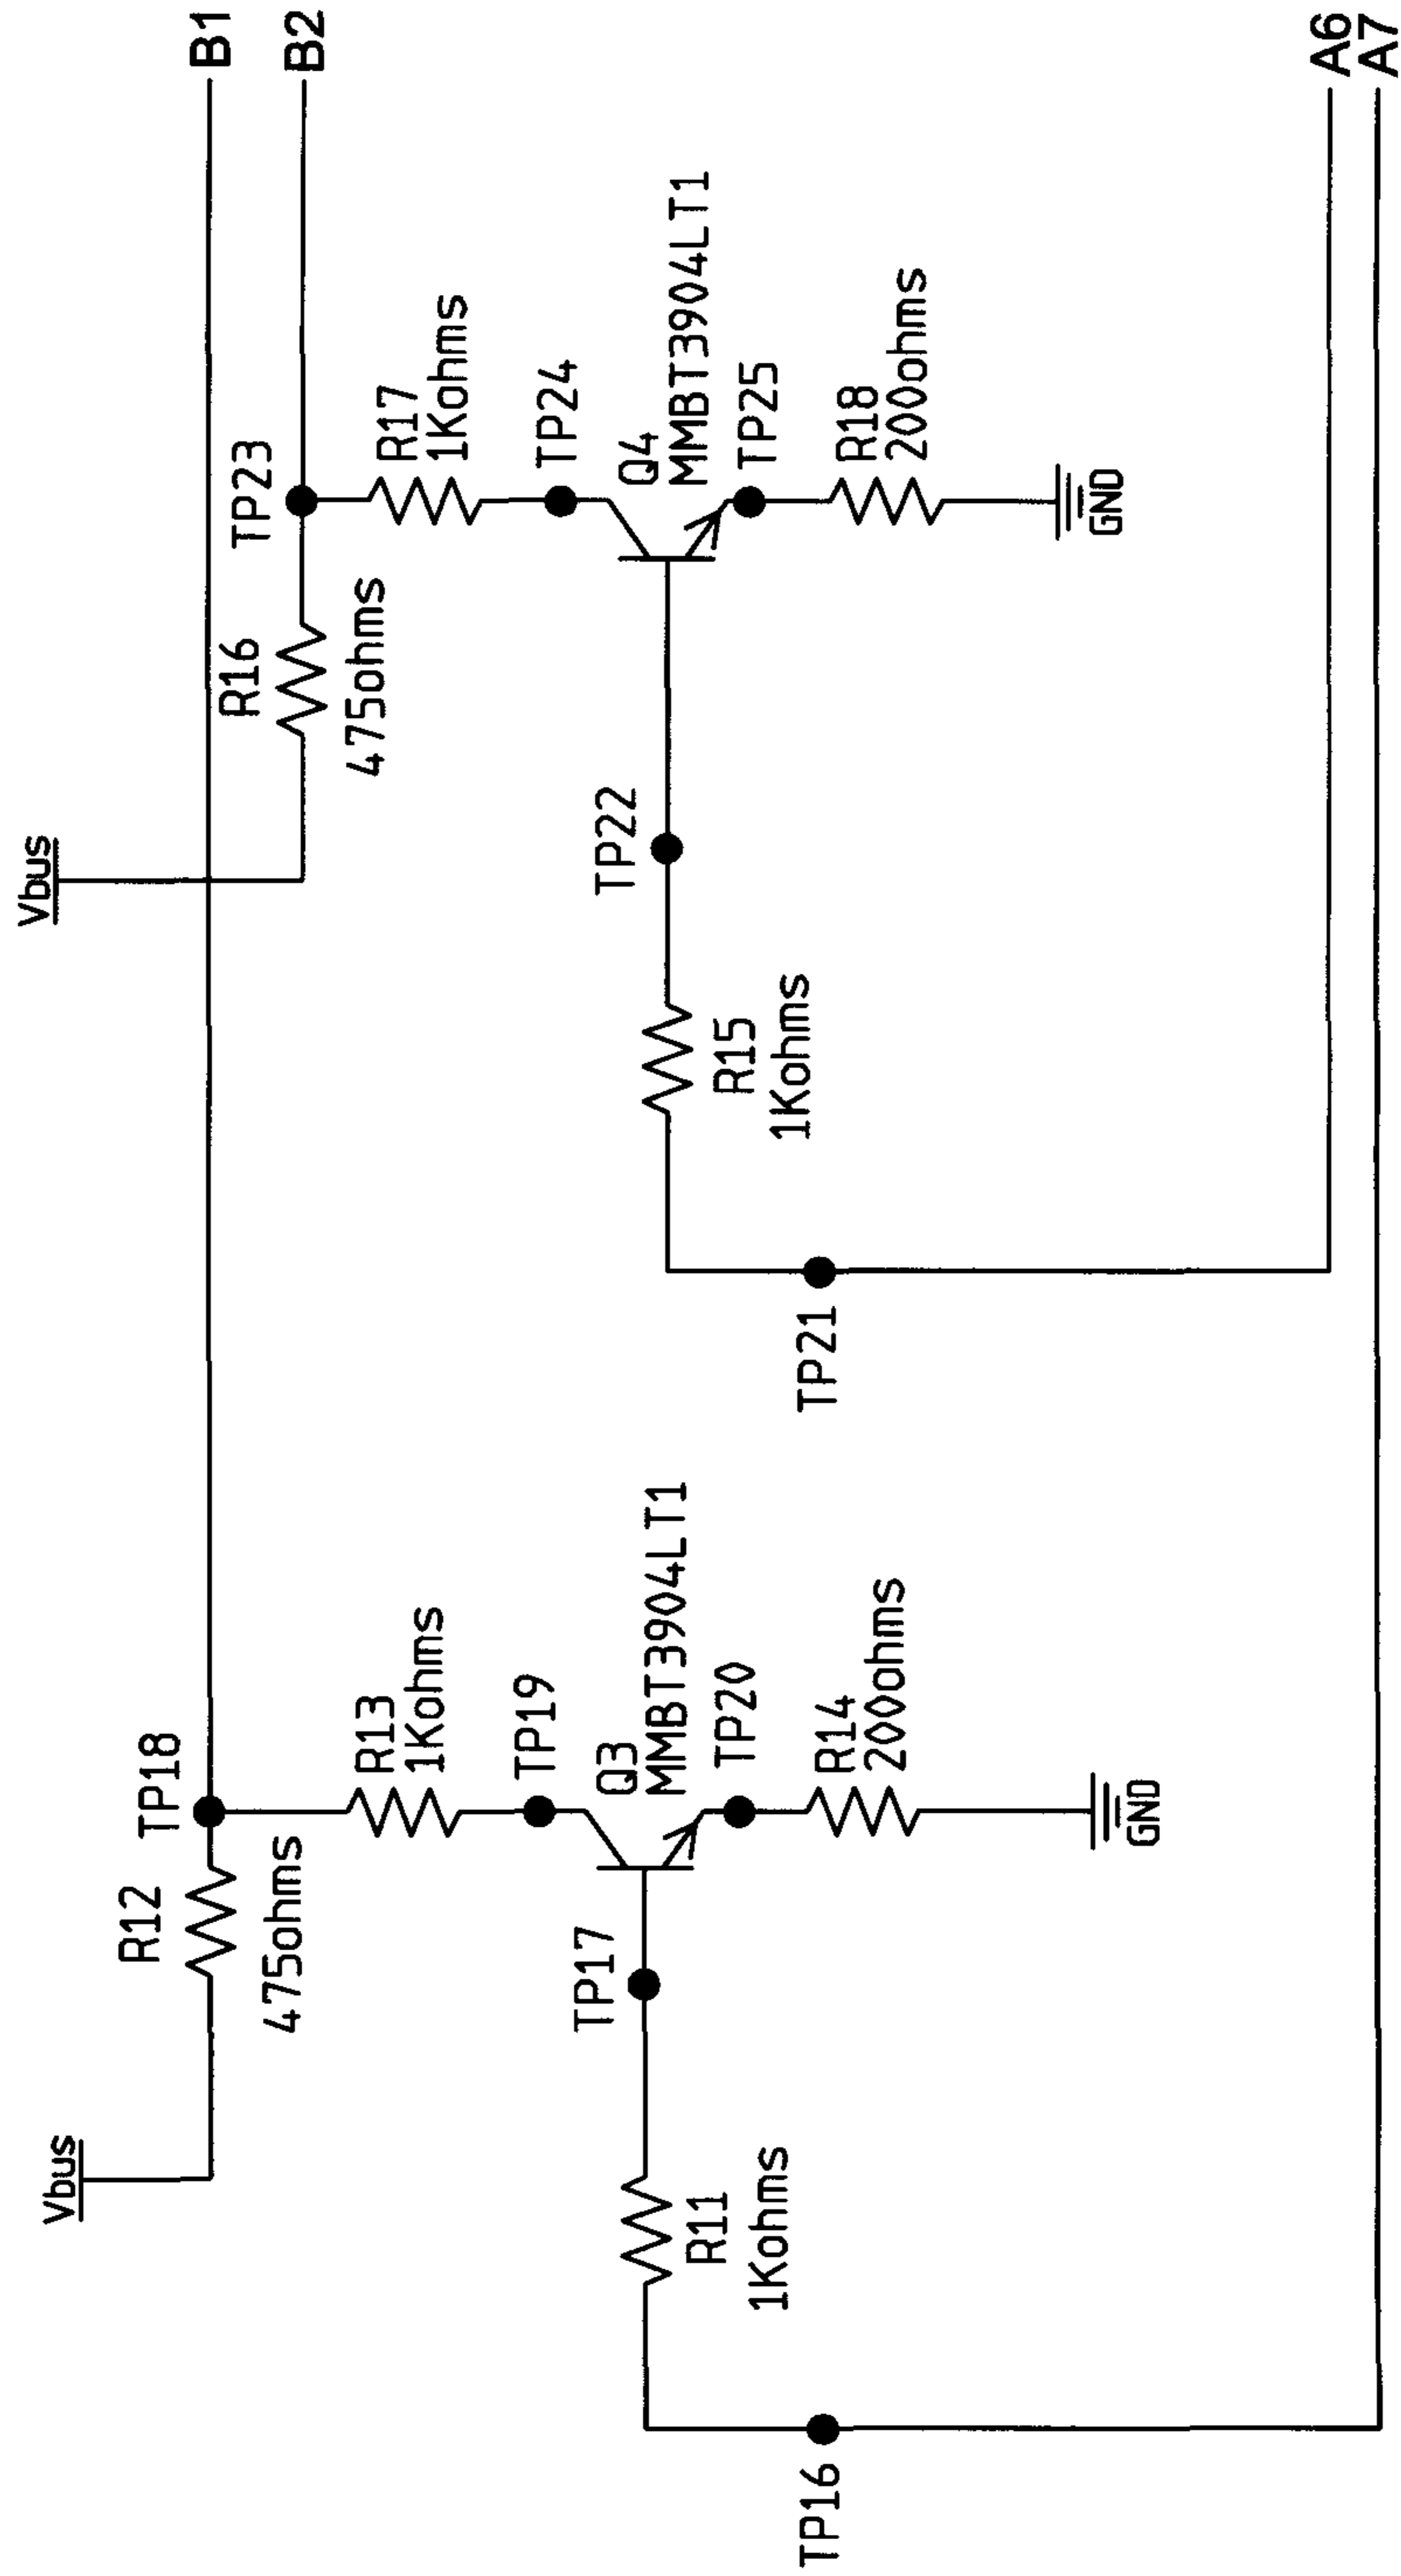 B1
B2
Vbus
R16
475ohms
TP23
R17
1Kohms
TP24
Q4
MMBT3904LT1
TP25
R18
200ohms
GND
TP22
R15
1Kohms
TP21
Vbus
R12
475ohms
TP18
R13
1Kohms
TP19
Q3
MMBT3904LT1
TP20
R14
200ohms
GND
TP17
R11
1Kohms
TP16
A6
A7